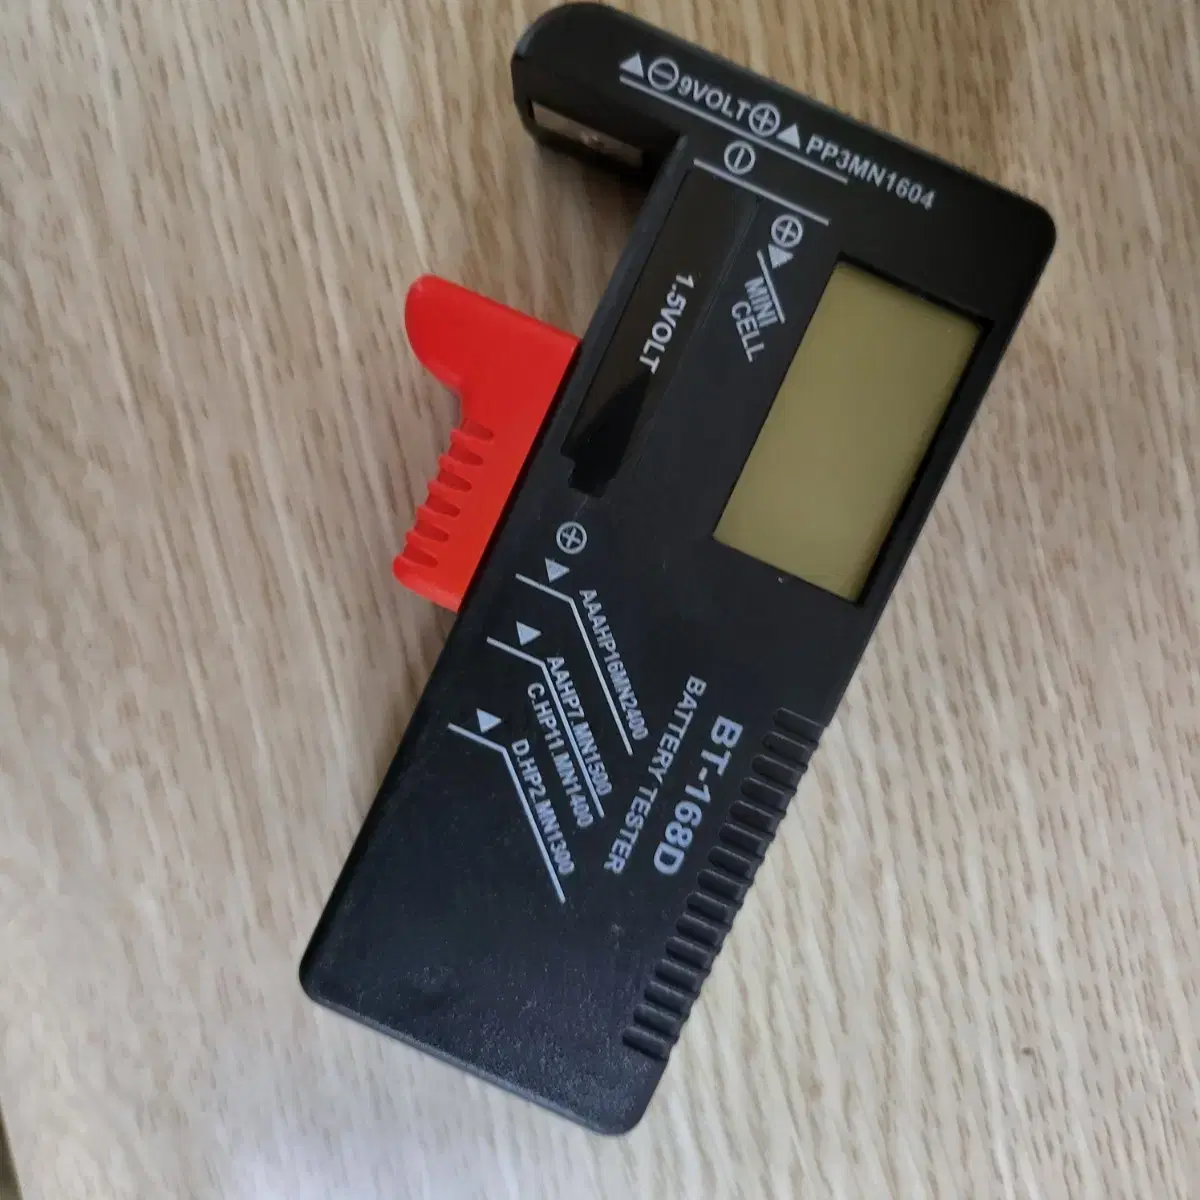 9VOLT PP3MN1604
1.5VOLT
MINI
CELL
AAAHP16MN2400
AAHP7.MN1500
C.HP11.MN1400
D.HP2.MN1300
BATTERY TESTER
BT-168D